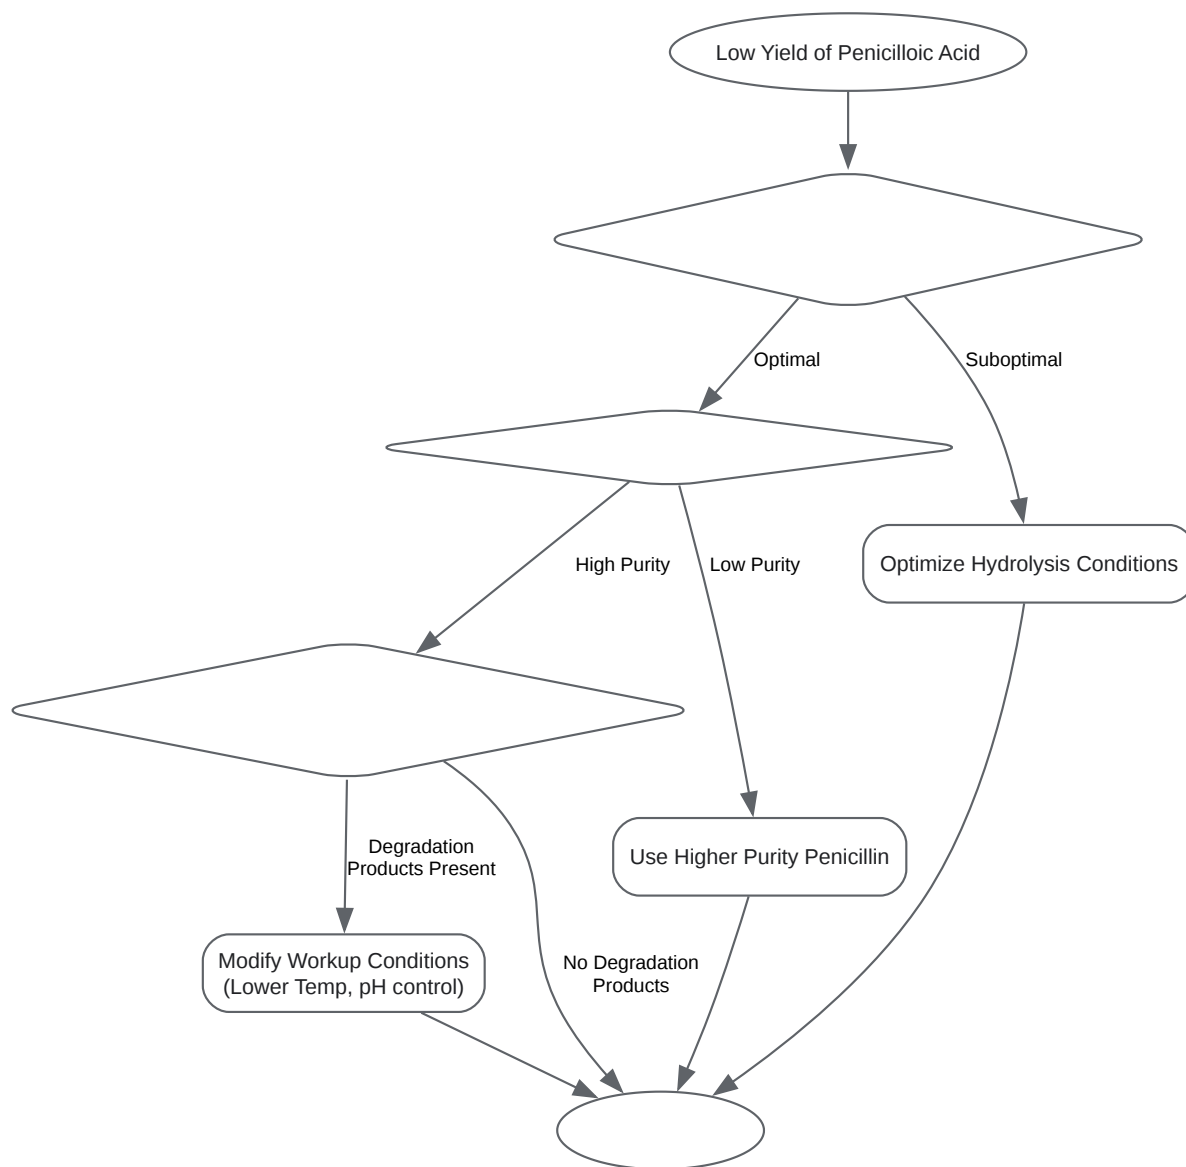 Low Yield of Penicilloic Acid
Optimal
Suboptimal
High Purity
Low Purity
Optimize Hydrolysis Conditions
Degradation
Products Present
Use Higher Purity Penicillin
Modify Workup Conditions
(Lower Temp, pH control)
No Degradation
Products